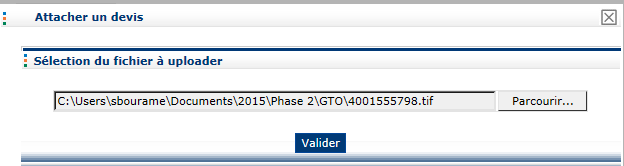 Attacher un devis
Sélection du fichier à uploader
C:\Users\sbourame\Documents\2015\Phase 2\GTO\4001555798.tif Parcourir...
Valider